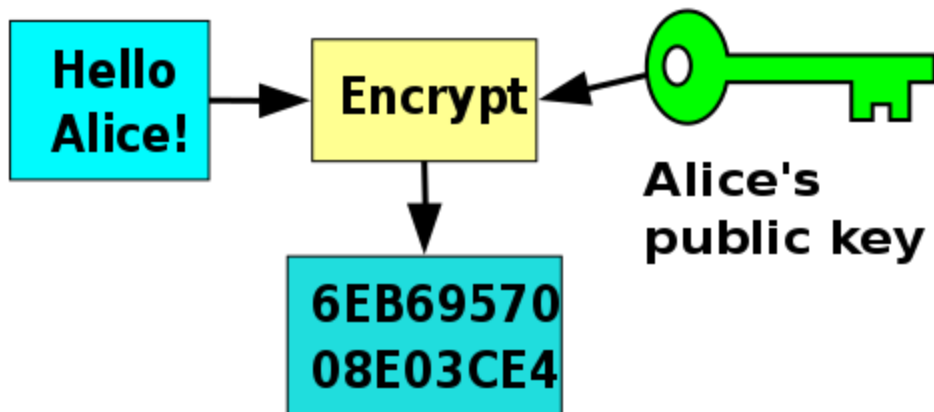 Hello
Alice!
Encrypt
Alice's
public key
6EB69570
08E03CE4